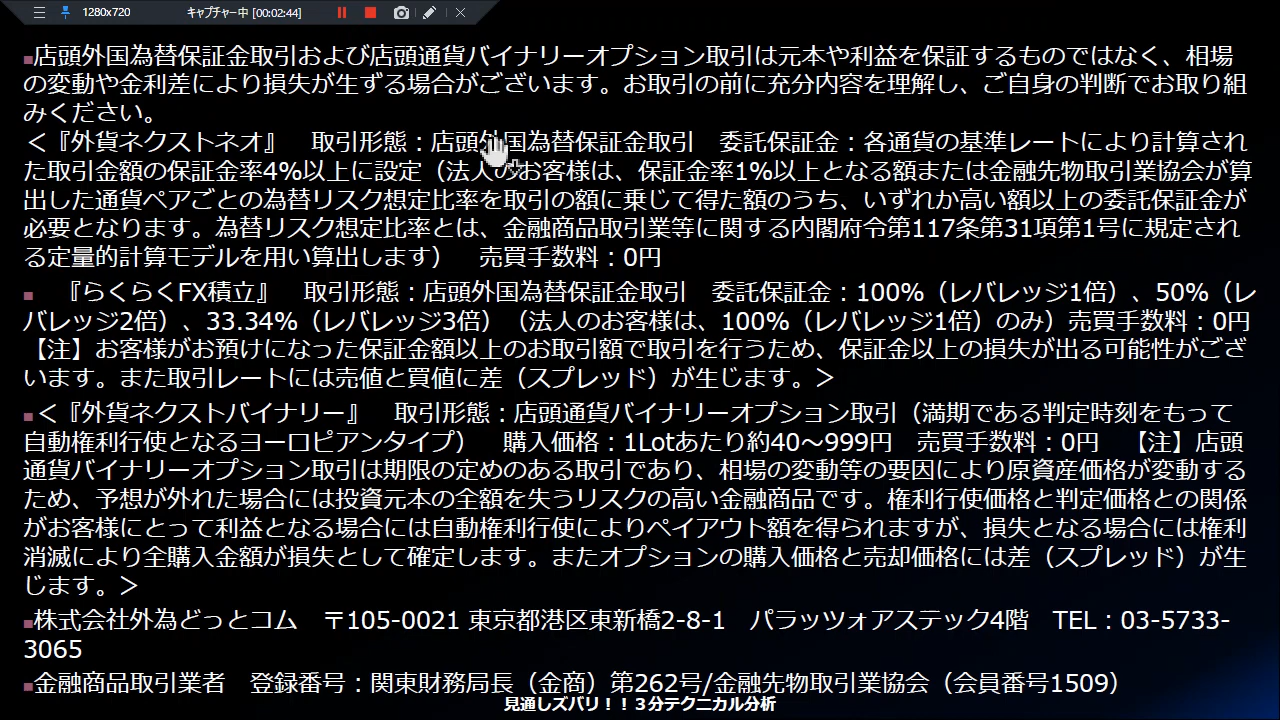 1280x720 キャプチャー中 [00:02:44]
■店頭外国為替保証金取引および店頭通貨バイナリーオプション取引は元本や利益を保証するものではなく、相場
の変動や金利差により損失が生ずる場合がございます。お取引の前に充分内容を理解し、ご自身の判断でお取り組
みください。
＜『外貨ネクストネオ』　取引形態：店頭外国為替保証金取引　委託保証金：各通貨の基準レートにより計算され
た取引金額の保証金率4%以上に設定（法人のお客様は、保証金率1%以上となる額または金融先物取引業協会が算
出した通貨ペアごとの為替リスク想定比率を取引の額に乗じて得た額のうち、いずれか高い額以上の委託保証金が
必要となります。為替リスク想定比率とは、金融商品取引業等に関する内閣府令第117条第31項第1号に規定され
る定量的計算モデルを用い算出します）　売買手数料：0円
■　『らくらくFX積立』　取引形態：店頭外国為替保証金取引　委託保証金：100%（レバレッジ1倍）、50%（レ
バレッジ2倍）、33.34%（レバレッジ3倍）（法人のお客様は、100%（レバレッジ1倍）のみ）売買手数料：0円
【注】お客様がお預けになった保証金額以上のお取引額で取引を行うため、保証金以上の損失が出る可能性がござ
います。また取引レートには売値と買値に差（スプレッド）が生じます。＞
■＜『外貨ネクストバイナリー』　取引形態：店頭通貨バイナリーオプション取引（満期である判定時刻をもって
自動権利行使となるヨーロピアンタイプ）　購入価格：1Lotあたり約40～999円　売買手数料：0円　【注】店頭
通貨バイナリーオプション取引は期限の定めのある取引であり、相場の変動等の要因により原資産価格が変動する
ため、予想が外れた場合には投資元本の全額を失うリスクの高い金融商品です。権利行使価格と判定価格との関係
がお客様にとって利益となる場合には自動権利行使によりペイアウト額を得られますが、損失となる場合には権利
消滅により全購入金額が損失として確定します。またオプションの購入価格と売却価格には差（スプレッド）が生
じます。＞
■株式会社外為どっとコム　〒105-0021 東京都港区東新橋2-8-1　パラッツォアステック4階　TEL：03-5733-
3065
■金融商品取引業者　登録番号：関東財務局長（金商）第262号/金融先物取引業協会（会員番号1509）
見通しズバリ！！３分テクニカル分析